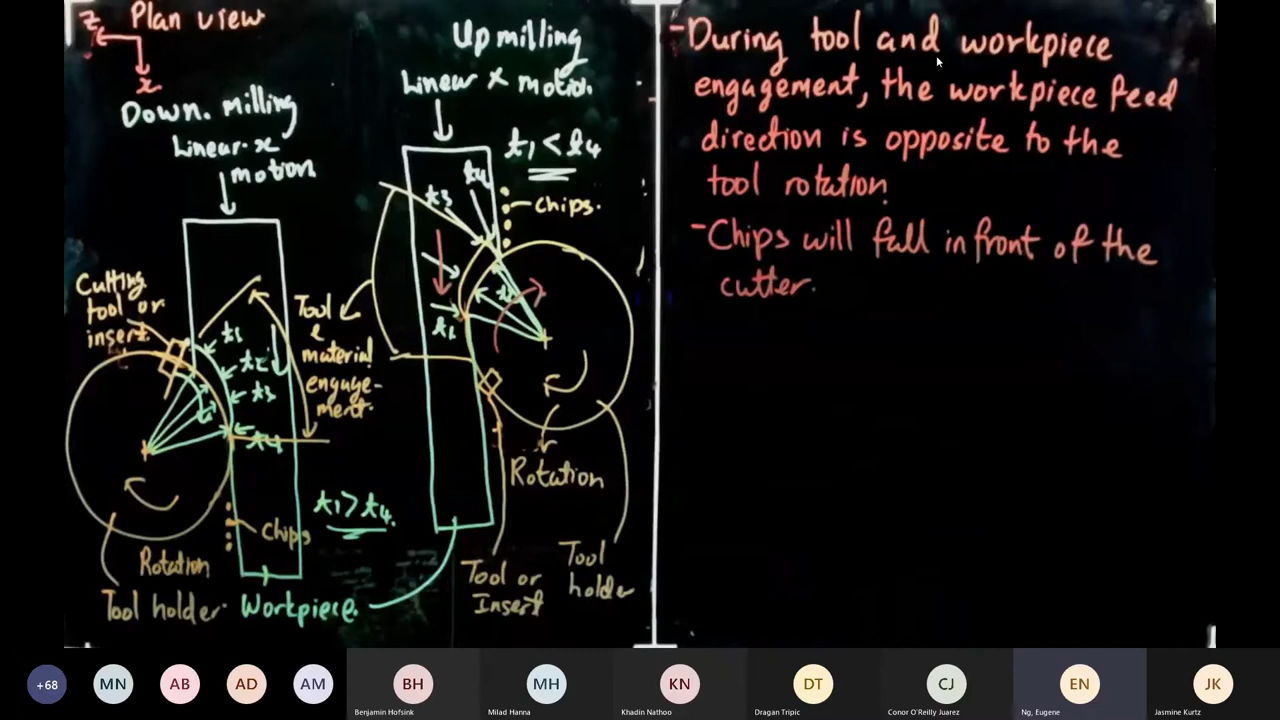 Plan view
z
x
Down. milling
Linear x
motion
Cutting
tool or
insert.
t1
t2
t3
t4
Tool
&
material
engage-
ment.
t1 > t4.
Chips
Rotation
Tool holder.
Workpiece.
Up milling
Linear x motion.
t1 < t4
t4
t3
chips.
t2
t1
Rotation
Tool or
Insert
Tool
holder
- During tool and workpiece
engagement, the workpiece feed
direction is opposite to the
tool rotation.
- Chips will fall in front of the
cutter.
+68
MN
AB
AD
AM
BH
Benjamin Hofsink
MH
Milad Hanna
KN
Khadin Nathoo
DT
Dragan Tripic
CJ
Conor O'Reilly Juarez
EN
Ng, Eugene
JK
Jasmine Kurtz